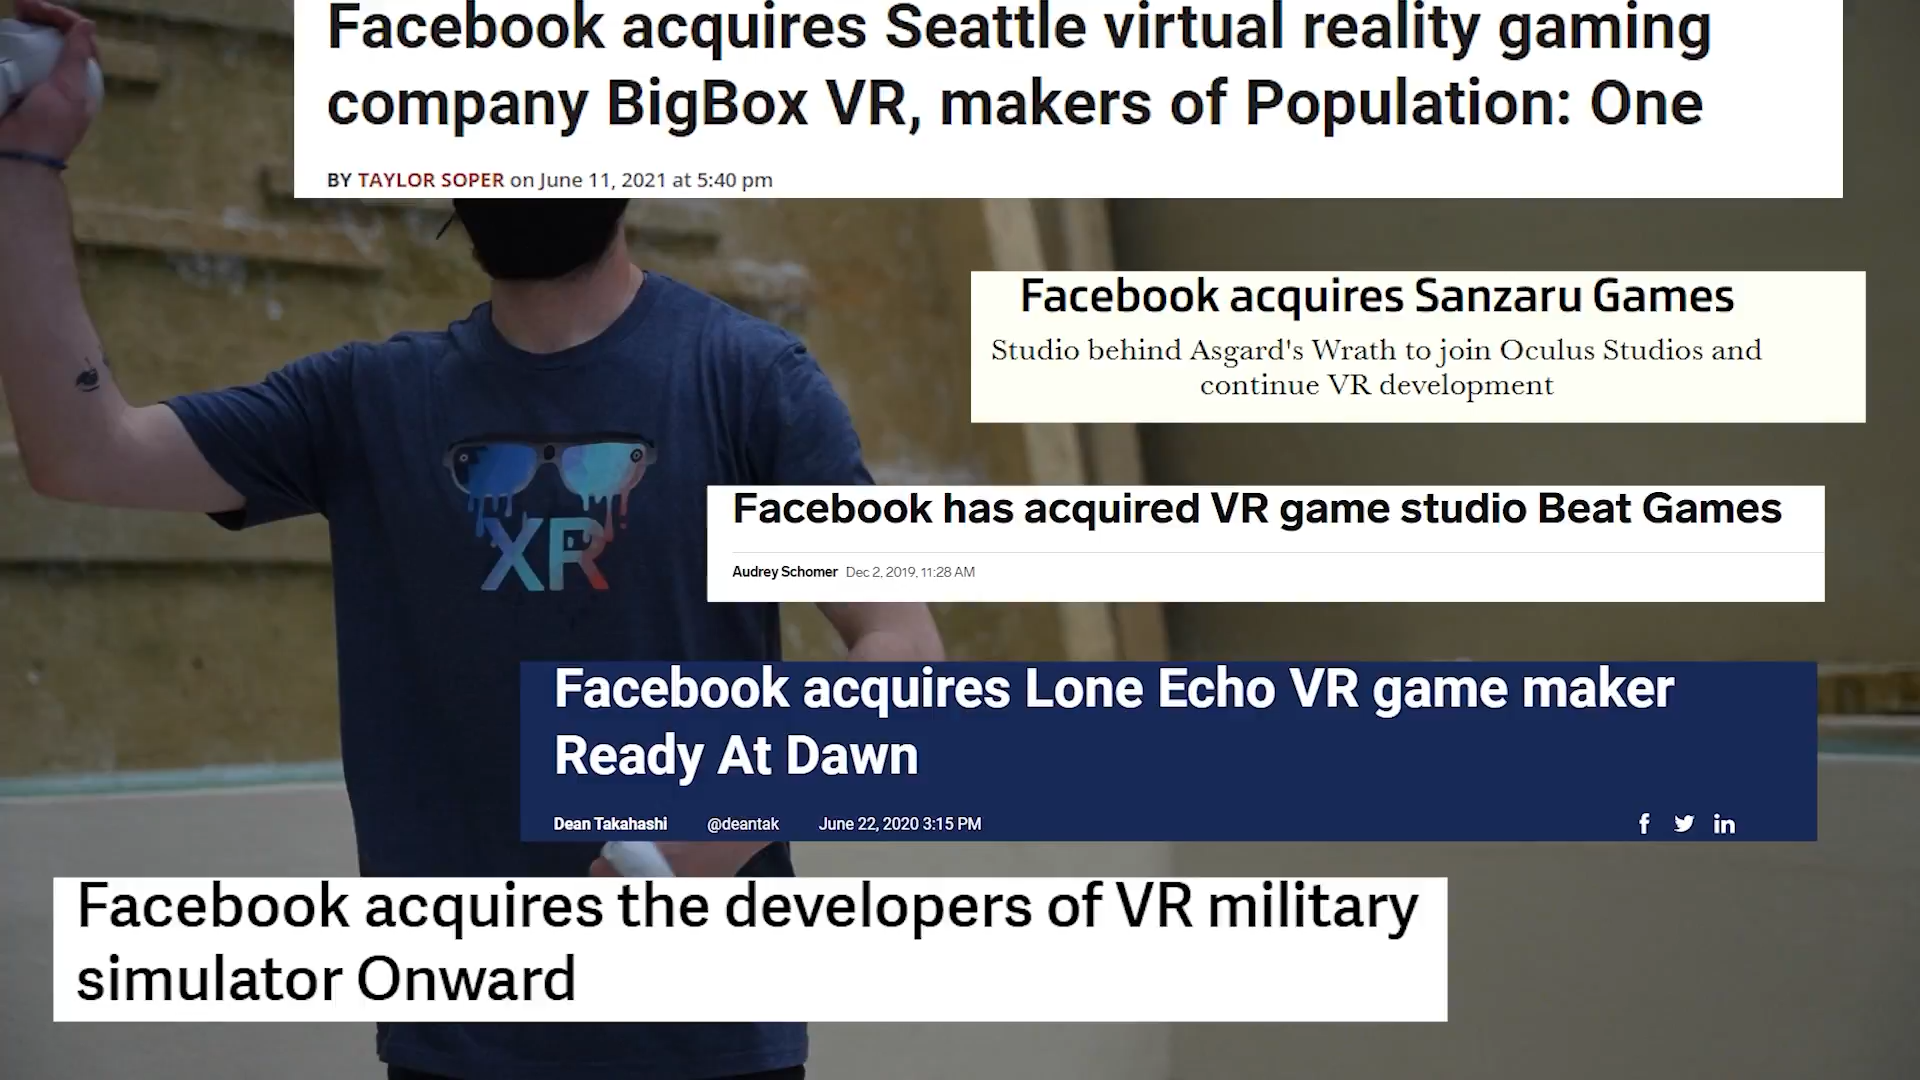 Facebook acquires Seattle virtual reality gaming
company BigBox VR, makers of Population: One
BY TAYLOR SOPER on June 11, 2021 at 5:40 pm
Facebook acquires Sanzaru Games
Studio behind Asgard's Wrath to join Oculus Studios and
continue VR development
XR
Facebook has acquired VR game studio Beat Games
Audrey Schomer Dec 2, 2019, 11:28 AM
Facebook acquires Lone Echo VR game maker
Ready At Dawn
Dean Takahashi @deantak June 22, 2020 3:15 PM
Facebook acquires the developers of VR military
simulator Onward